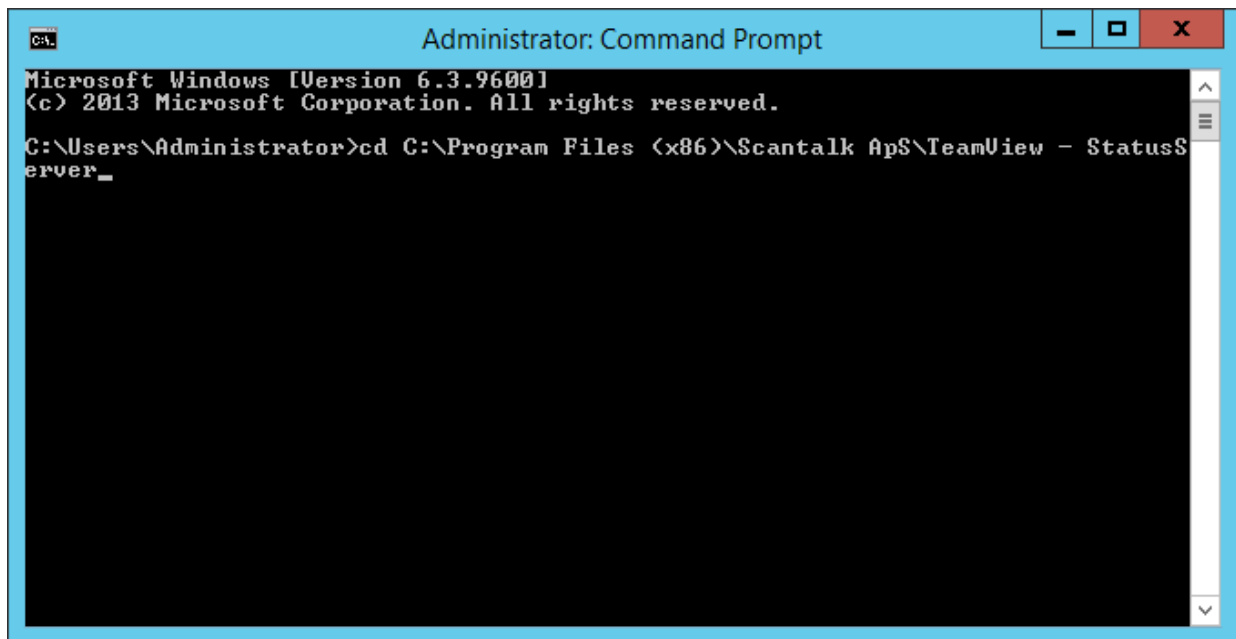 Administrator: Command Prompt
Microsoft Windows [Version 6.3.9600]
(c) 2013 Microsoft Corporation. All rights reserved.
C:\Users\Administrator>cd C:\Program Files (x86)\Scantalk ApS\TeamView - StatusS
erver_